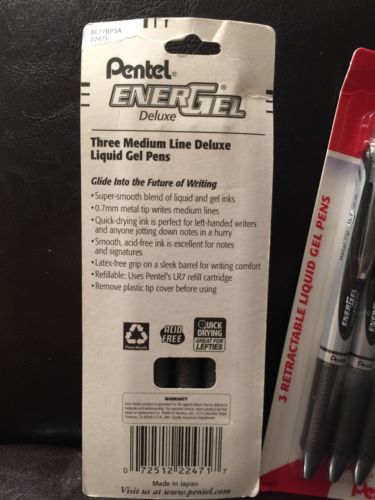 BL77BP3A
22471
Pentel®
ENERGEL®
Deluxe
Three Medium Line Deluxe
Liquid Gel Pens
Glide Into the Future of Writing
•Super-smooth blend of liquid and gel inks
•0.7mm metal tip writes medium lines
•Quick-drying ink is perfect for left-handed writers
and anyone jotting down notes in a hurry
•Smooth, acid-free ink is excellent for notes
and signatures
•Latex-free grip on a sleek barrel for writing comfort
•Refillable: Uses Pentel's LR7 refill cartridge
•Remove plastic tip cover before using
Please Recycle
ACID
FREE
QUICK
DRYING
GREAT FOR
LEFTIES
WARRANTY
0 72512 22471 7
Made in Japan
Visit us at www.pentel.com
3 RETRACTABLE LIQUID GEL PENS
0.7
ENERGEL
Pentel